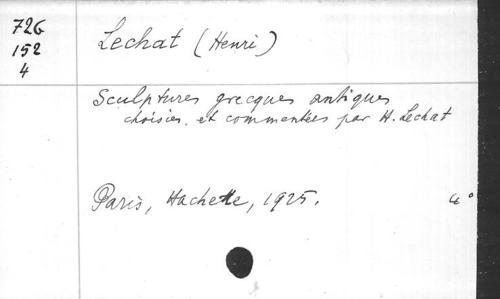 726
152
4
Lechat (Henri)
Sculptures grecques antiques
choisies et commentées par H. Lechat
Paris, Hachette, 1925.
4°